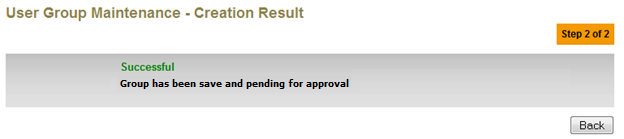 User Group Maintenance - Creation Result
Step 2 of 2
Successful
Group has been save and pending for approval
Back